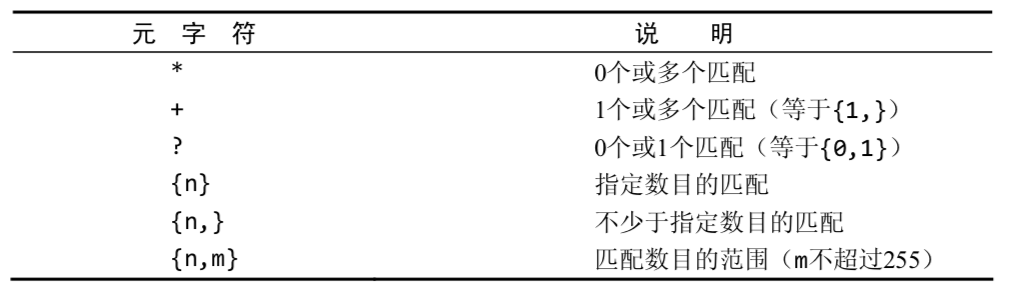 元 字 符 说 明
* 0个或多个匹配
+ 1个或多个匹配（等于{1,}）
? 0个或1个匹配（等于{0,1}）
{n} 指定数目的匹配
{n,} 不少于指定数目的匹配
{n,m} 匹配数目的范围（m不超过255）